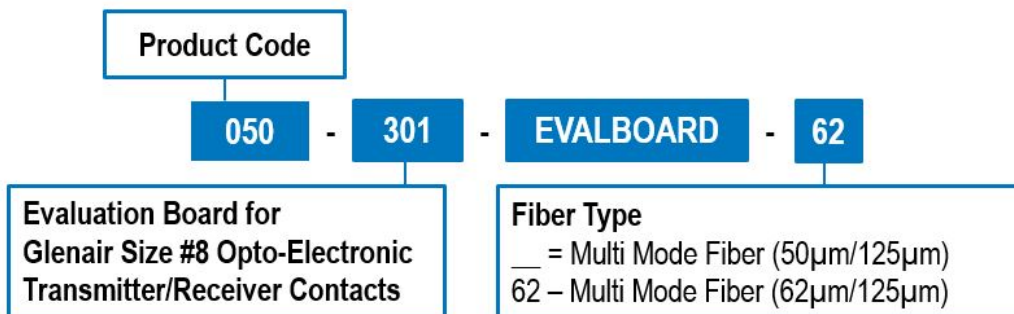 Product Code
050 - 301 - EVALBOARD - 62
Evaluation Board for
Glenair Size #8 Opto-Electronic
Transmitter/Receiver Contacts
Fiber Type
__ = Multi Mode Fiber (50µm/125µm)
62 – Multi Mode Fiber (62µm/125µm)